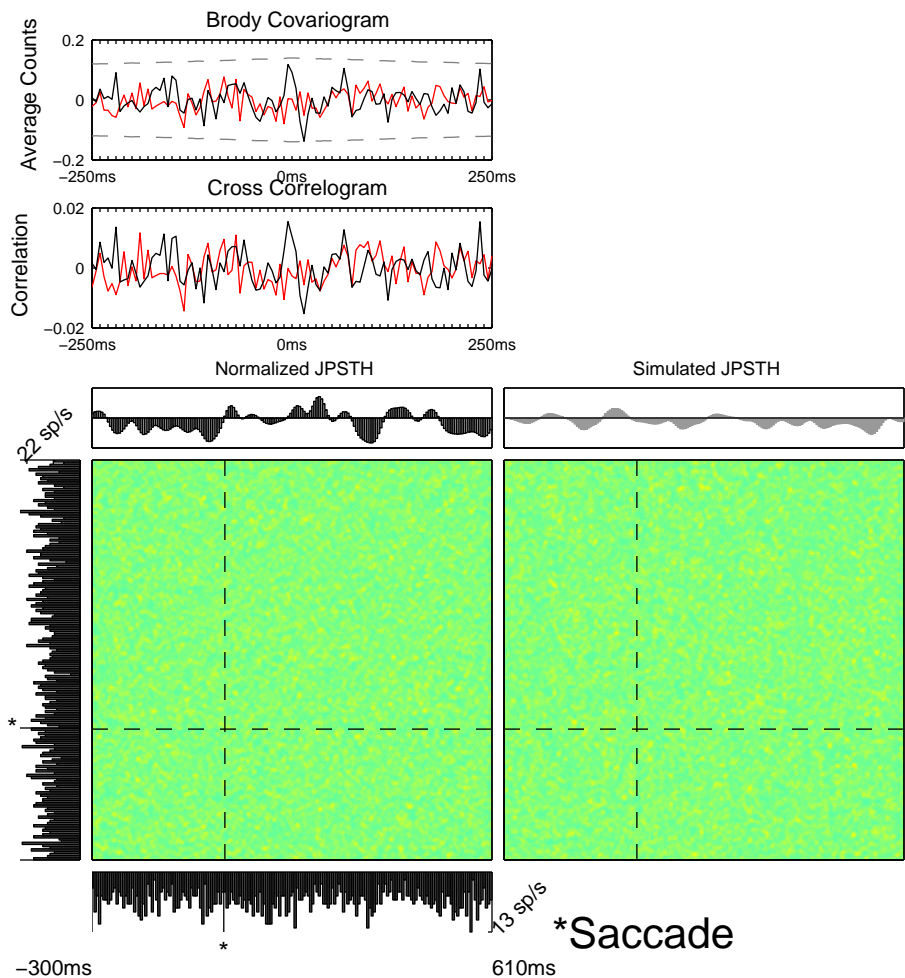 Brody Covariogram
Average Counts
0.2
0
−0.2
−250ms
0ms
250ms
Cross Correlogram
Correlation
0.02
0
−0.02
−250ms
0ms
250ms
Normalized JPSTH
Simulated JPSTH
22 sp/s
*
13 sp/s
*
*Saccade
−300ms
610ms